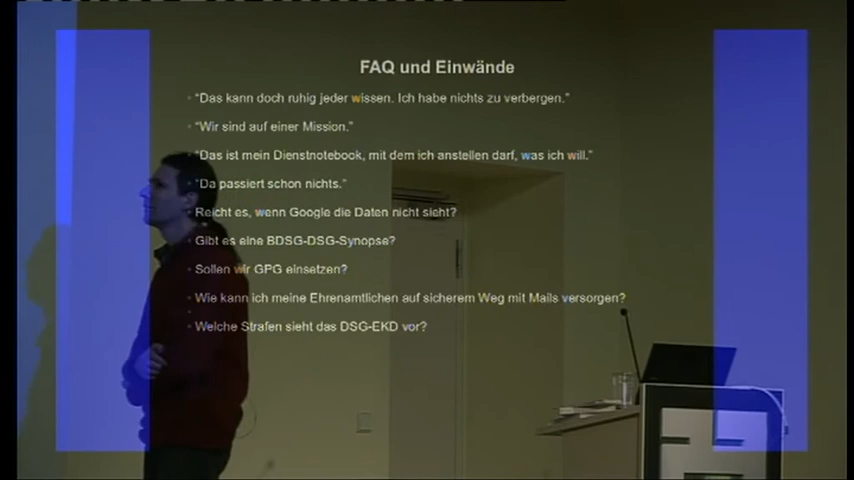 FAQ und Einwände
"Das kann doch ruhig jeder wissen. Ich habe nichts zu verbergen."
"Wir sind auf einer Mission."
"Das ist mein Dienstnotebook, mit dem ich anstellen darf, was ich will."
"Da passiert schon nichts."
Reicht es, wenn Google die Daten nicht sieht?
Gibt es eine BDSG-DSG-Synopse?
Sollen wir GPG einsetzen?
Wie kann ich meine Ehrenamtlichen auf sicherem Weg mit Mails versorgen?
Welche Strafen sieht das DSG-EKD vor?